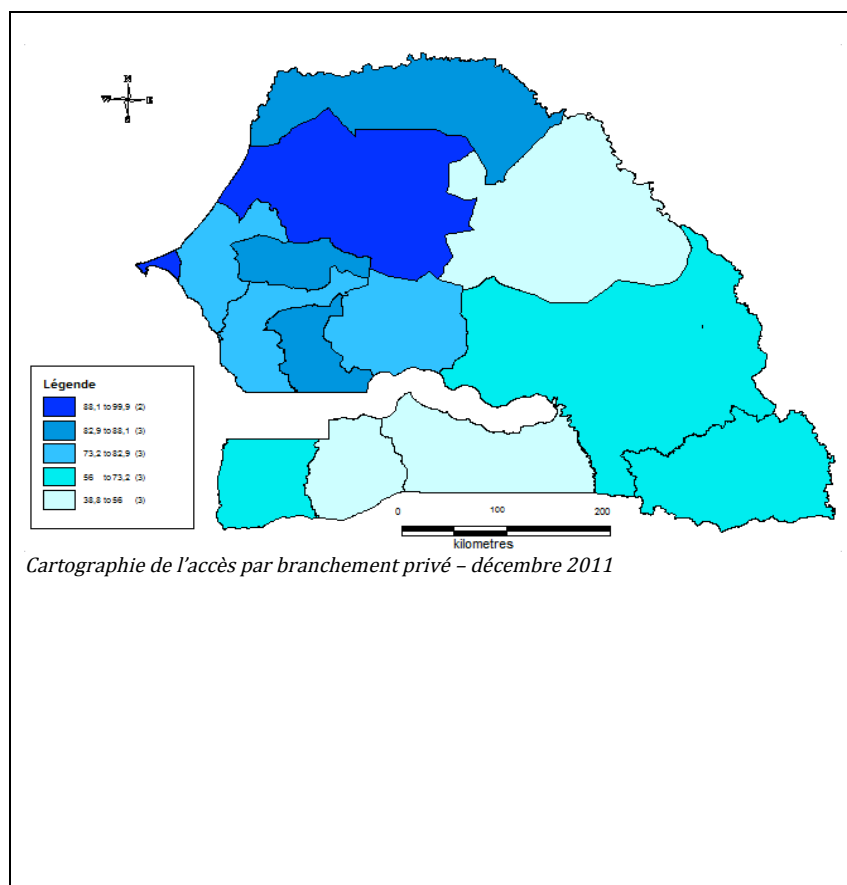 N
W E
S
Légende
88,1 to 99,9 (2)
82,9 to 88,1 (3)
73,2 to 82,9 (3)
56 to 73,2 (3)
38,8 to 56 (3)
0 100 200
kilometres
Cartographie de l'accès par branchement privé – décembre 2011